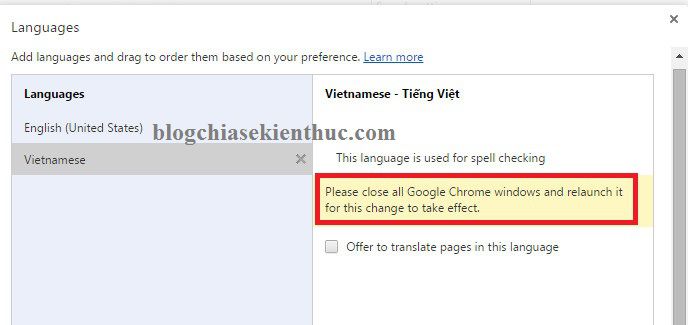 Languages
Add languages and drag to order them based on your preference. Learn more
Languages
English (United States)
Vietnamese
Vietnamese - Tiếng Việt
blogchiasekienthuc.com
This language is used for spell checking
Please close all Google Chrome windows and relaunch it
for this change to take effect.
Offer to translate pages in this language